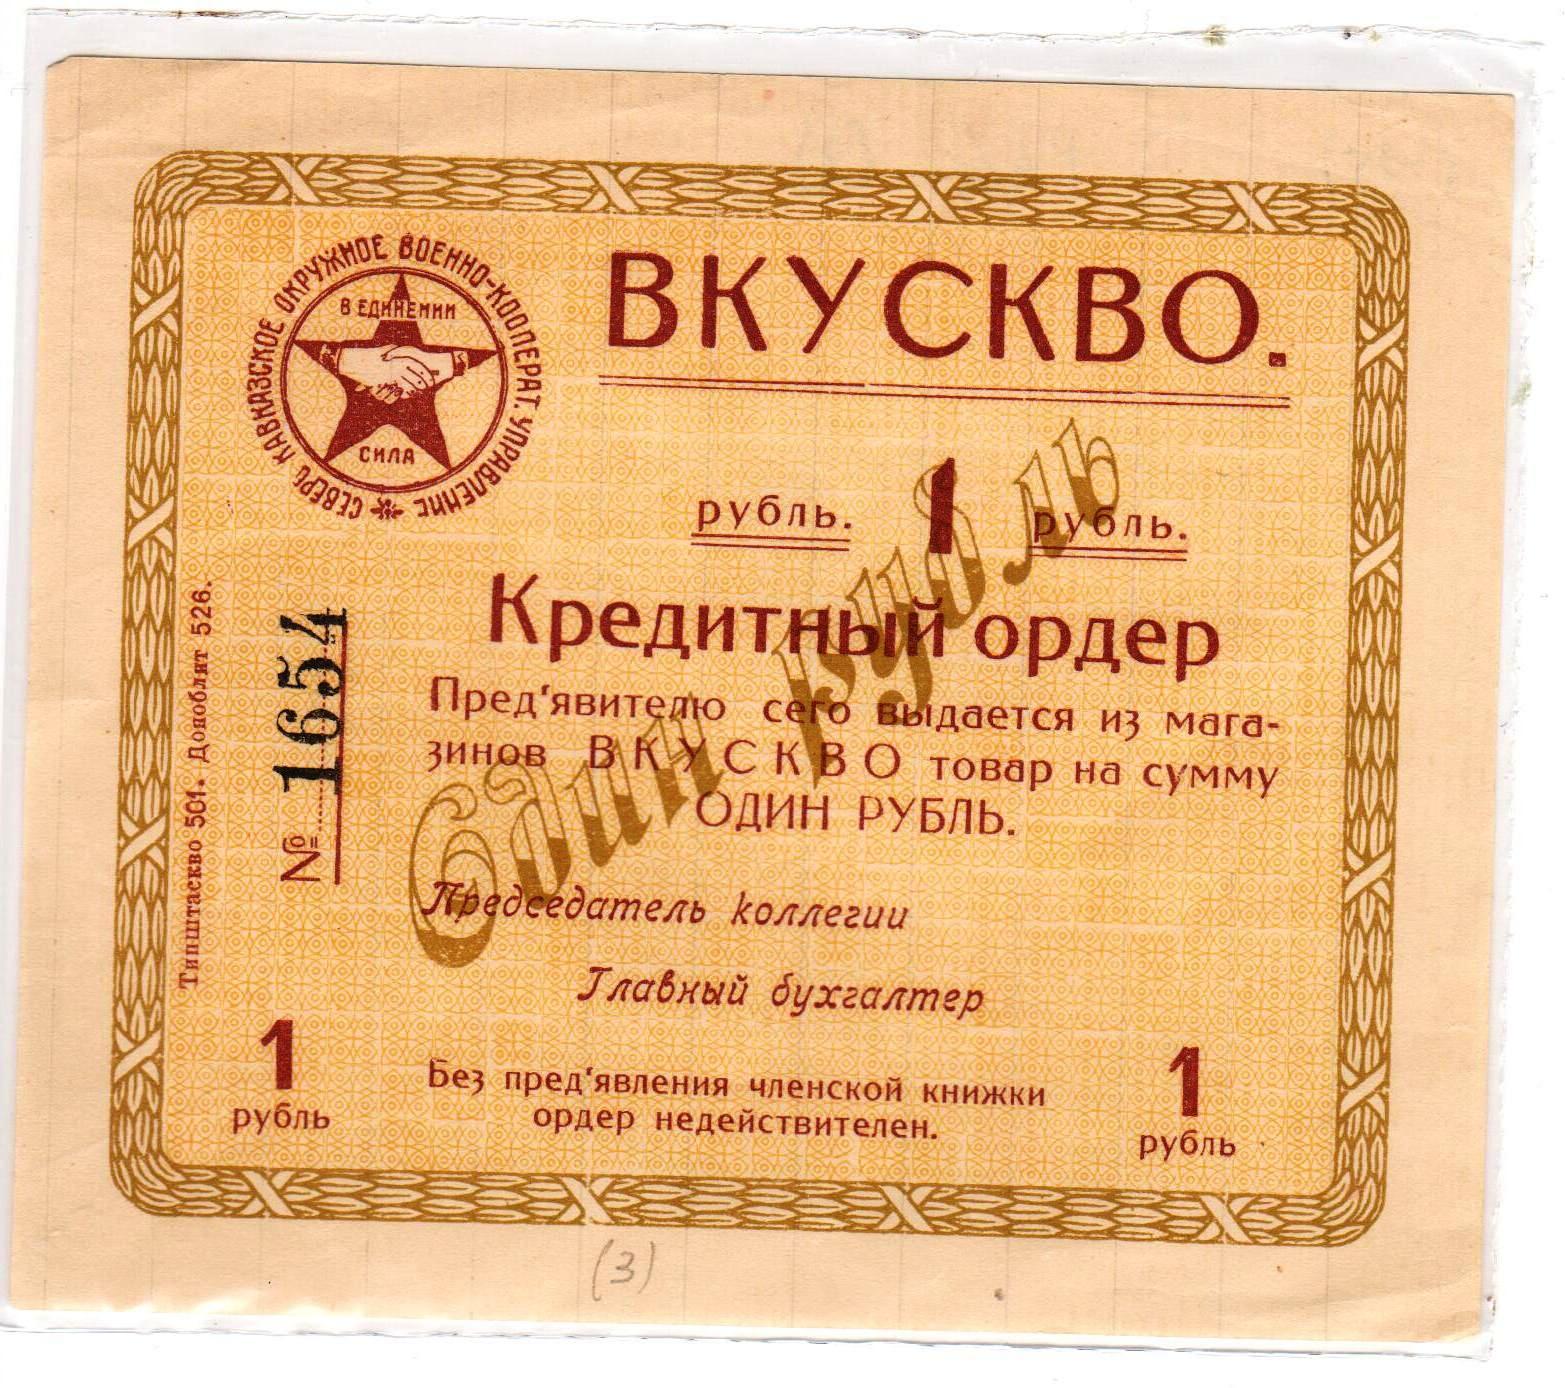 СЕВЕРО КАВКАЗСКОЕ ОКРУЖНОЕ ВОЕННО-КООПЕРАТ. УПРАВЛЕНИЕ
В ЕДИНЕНИИ
СИЛА
ВКУСКВО.
рубль. 1 рубль.
Один рубль
Кредитный ордер
Пред'явителю сего выдается из мага-
зинов ВКУСКВО товар на сумму
ОДИН РУБЛЬ.
Председатель коллегии
Главный бухгалтер
Без пред'явления членской книжки
ордер недействителен.
1
рубль
1
рубль
№ 1654
Типштаскво 501. Доноблит 526.
(3)